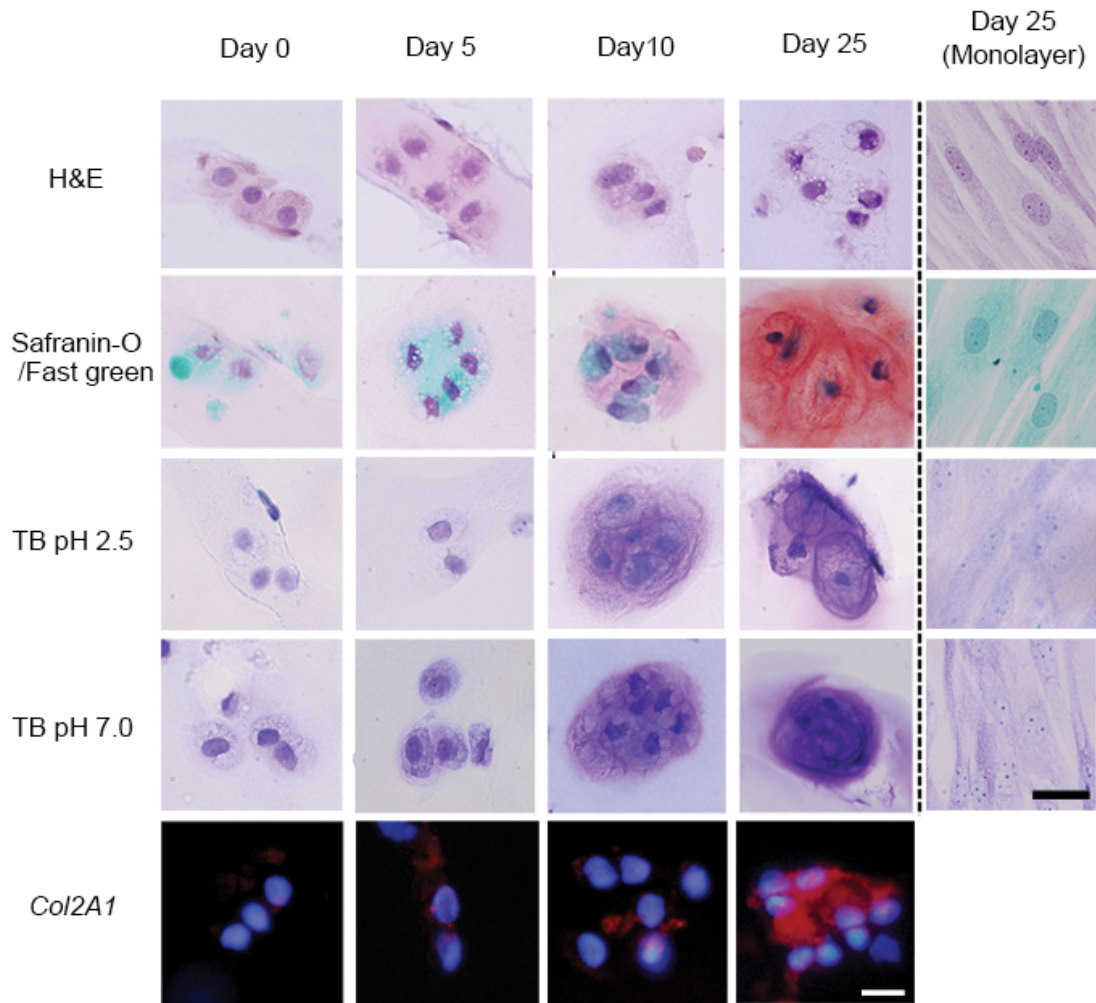 Day 0
Day 5
Day10
Day 25
Day 25
(Monolayer)
H&E
Safranin-O
/Fast green
TB pH 2.5
TB pH 7.0
Col2A1